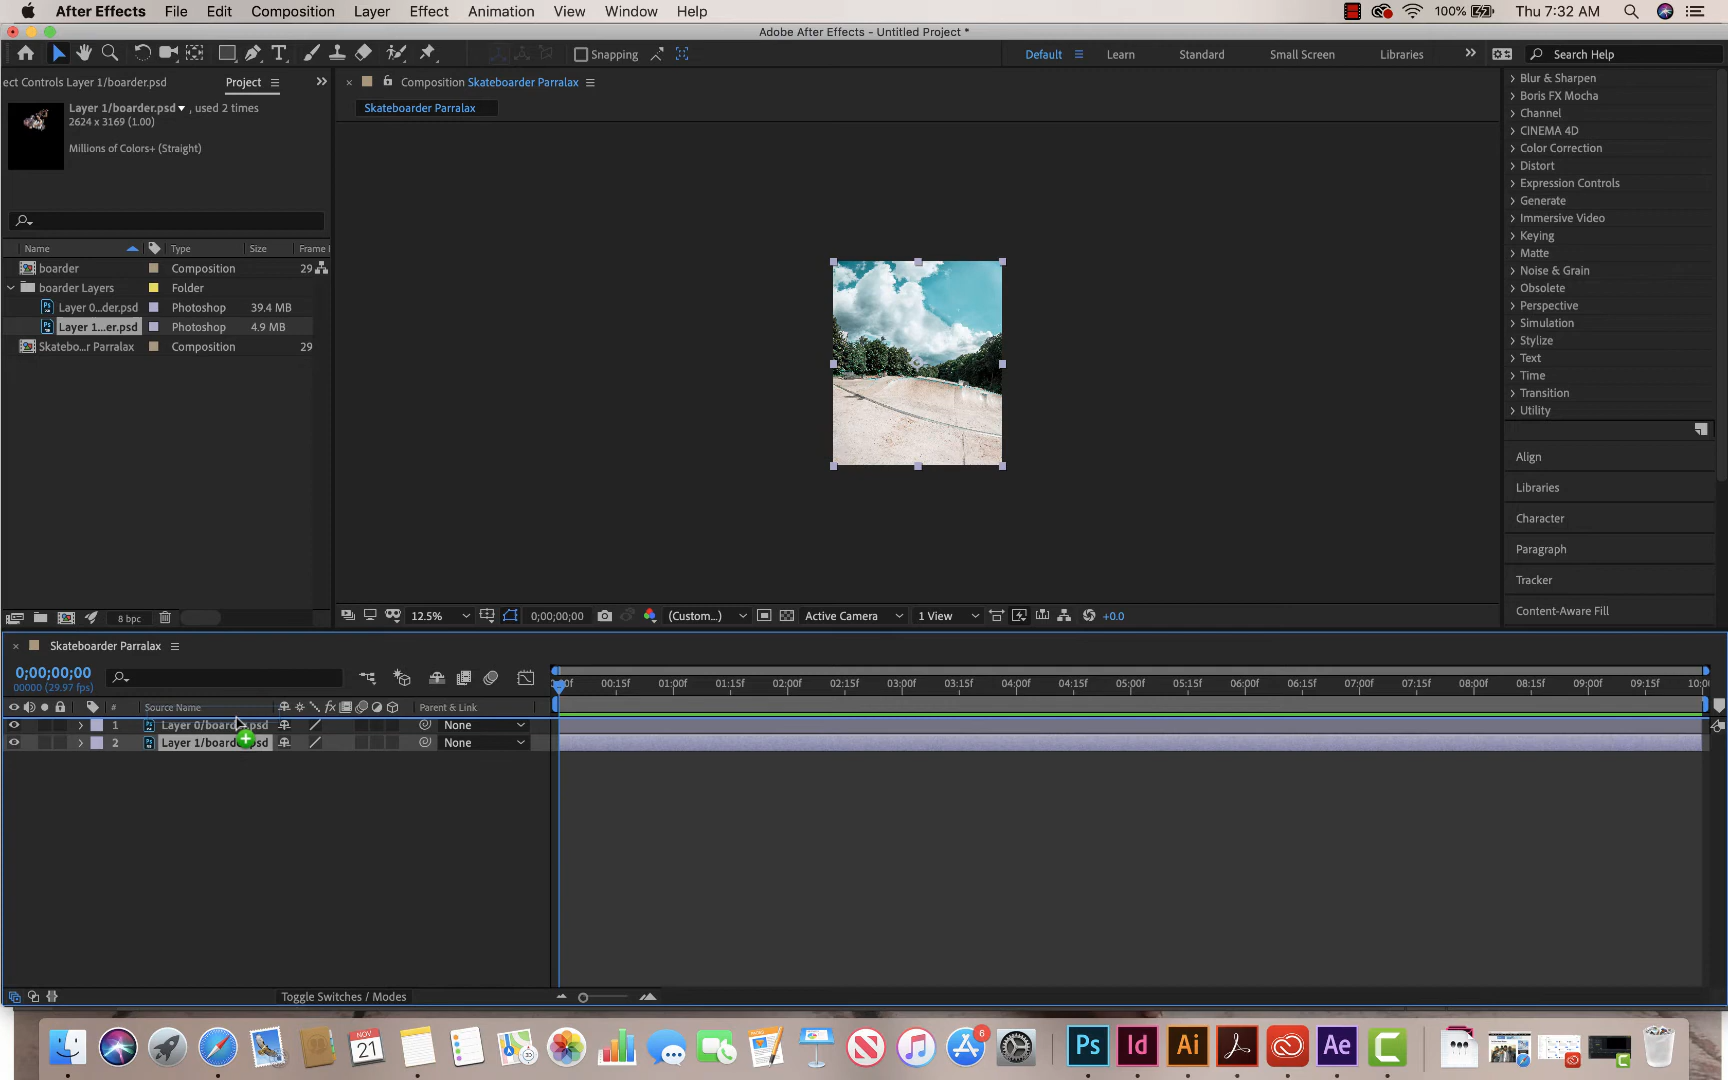 After Effects File Edit Composition Layer Effect Animation View Window Help 100% Thu 7:32 AM
Adobe After Effects - Untitled Project *
Snapping Default Learn Standard Small Screen Libraries Search Help
ect Controls Layer 1/boarder.psd Project
Layer 1/boarder.psd , used 2 times
2624 x 3169 (1.00)
Millions of Colors+ (Straight)
Name Type Size Frame
boarder Composition 29
boarder Layers Folder
Layer 0...der.psd Photoshop 39.4 MB
Layer 1...er.psd Photoshop 4.9 MB
Skatebo...r Parralax Composition 29
8 bpc
Composition Skateboarder Parralax
Skateboarder Parralax
12.5% 0;00;00;00 (Custom...) Active Camera 1 View +0.0
Blur & Sharpen
Boris FX Mocha
Channel
CINEMA 4D
Color Correction
Distort
Expression Controls
Generate
Immersive Video
Keying
Matte
Noise & Grain
Obsolete
Perspective
Simulation
Stylize
Text
Time
Transition
Utility
Align
Libraries
Character
Paragraph
Tracker
Content-Aware Fill
Skateboarder Parralax
0;00;00;00
00000 (29.97 fps)
00:15f 01:00f 01:15f 02:00f 02:15f 03:00f 03:15f 04:00f 04:15f 05:00f 05:15f 06:00f 06:15f 07:00f 07:15f 08:00f 08:15f 09:00f 09:15f 10:0
# Source Name fx Parent & Link
1 Layer 0/boarder.psd None
2 Layer 1/boarder.psd None
Toggle Switches / Modes
NOV
21
6
Ps Id Ai Ae C